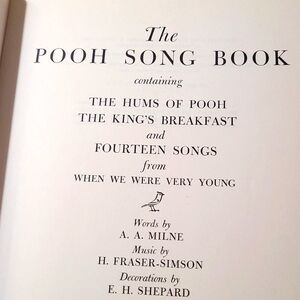 The
POOH SONG BOOK
containing
THE HUMS OF POOH
THE KING'S BREAKFAST
and
FOURTEEN SONGS
from
WHEN WE WERE VERY YOUNG
Words by
A. A. MILNE
Music by
H. FRASER-SIMSON
Decorations by
E. H. SHEPARD